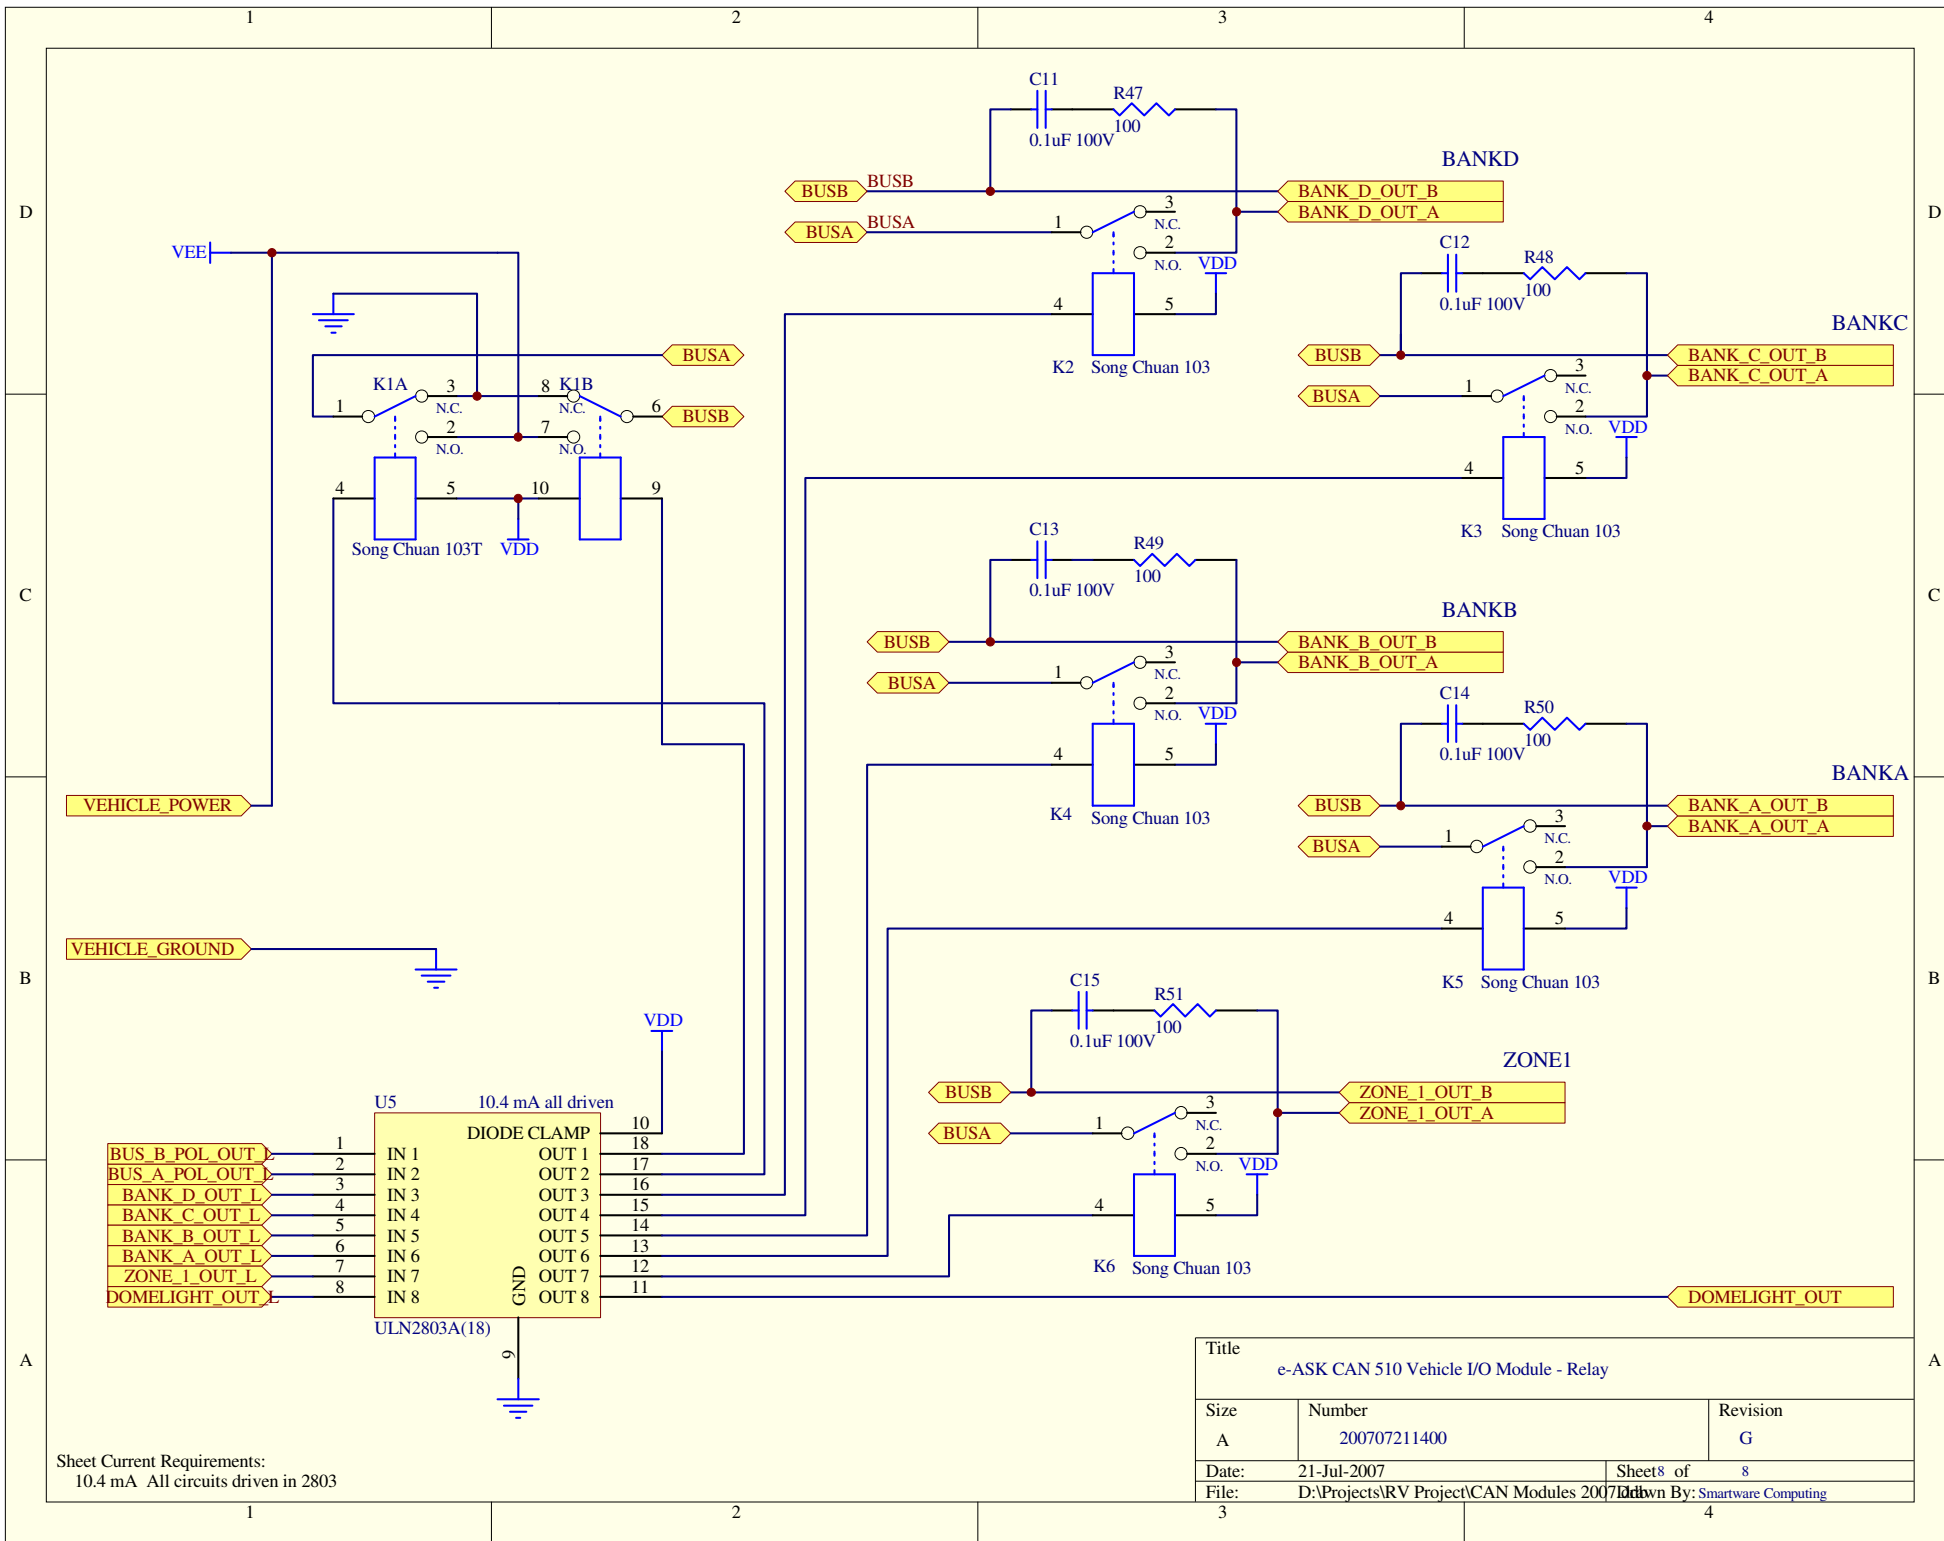 1 2 3 4
D D
C C
B B
A A
1 2 3 4
C11
R47
100
0.1uF 100V
BANKD
BUSB BUSB BANK_D_OUT_B
BANK_D_OUT_A
BUSA BUSA 1 3
N.C.
2
N.O. VDD
4 5
K2 Song Chuan 103
C12
R48
100
0.1uF 100V
BANKC
BUSB BANK_C_OUT_B
BANK_C_OUT_A
BUSA 1 3
N.C.
2
N.O. VDD
4 5
K3 Song Chuan 103
VEE
BUSA
K1A 3 8 K1B
1 N.C. N.C. 6 BUSB
2 7
N.O. N.O.
4 5 10 9
Song Chuan 103T VDD
C13
R49
100
0.1uF 100V
BANKB
BUSB BANK_B_OUT_B
BANK_B_OUT_A
BUSA 1 3
N.C.
2
N.O. VDD
4 5
K4 Song Chuan 103
C14
R50
100
0.1uF 100V
BANKA
BUSB BANK_A_OUT_B
BANK_A_OUT_A
BUSA 1 3
N.C.
2
N.O. VDD
4 5
K5 Song Chuan 103
VEHICLE_POWER
VEHICLE_GROUND
C15
R51
100
0.1uF 100V
ZONE1
BUSB ZONE_1_OUT_B
ZONE_1_OUT_A
BUSA 1 3
N.C.
2
N.O. VDD
4 5
K6 Song Chuan 103
VDD
U5 10.4 mA all driven
DIODE CLAMP 10
BUS_B_POL_OUT_L 1 IN 1 OUT 1 18
BUS_A_POL_OUT_L 2 IN 2 OUT 2 17
BANK_D_OUT_L 3 IN 3 OUT 3 16
BANK_C_OUT_L 4 IN 4 OUT 4 15
BANK_B_OUT_L 5 IN 5 OUT 5 14
BANK_A_OUT_L 6 IN 6 OUT 6 13
ZONE_1_OUT_L 7 IN 7 OUT 7 12
DOMELIGHT_OUT_L 8 IN 8 GND OUT 8 11 DOMELIGHT_OUT
ULN2803A(18)
9
Sheet Current Requirements:
10.4 mA All circuits driven in 2803
Title
e-ASK CAN 510 Vehicle I/O Module - Relay
Size Number Revision
A 200707211400 G
Date: 21-Jul-2007 Sheet8 of 8
File: D:\Projects\RV Project\CAN Modules 2007 Drawn By: Smartware Computing